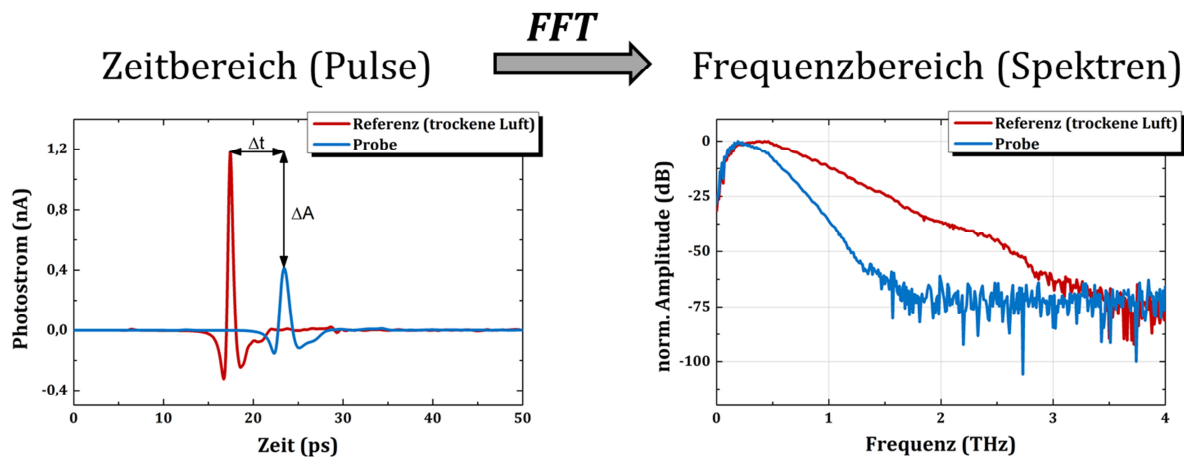 FFT
Zeitbereich (Pulse)
Frequenzbereich (Spektren)
Referenz (trockene Luft)
Probe
Δt
ΔA
1,2
0,8
0,4
0,0
-0,4
Photostrom (nA)
0
10
20
30
40
50
Zeit (ps)
Referenz (trockene Luft)
Probe
0
-25
-50
-75
-100
norm. Amplitude (dB)
0
1
2
3
4
Frequenz (THz)